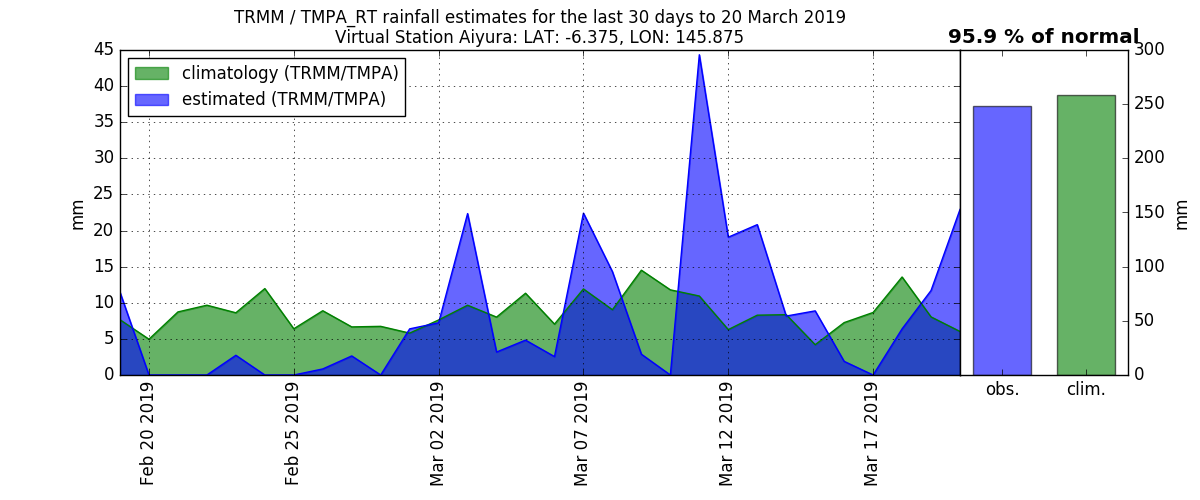 TRMM / TMPA_RT rainfall estimates for the last 30 days to 20 March 2019
Virtual Station Aiyura: LAT: -6.375, LON: 145.875
95.9 % of normal
climatology (TRMM/TMPA)
estimated (TRMM/TMPA)
mm
45
40
35
30
25
20
15
10
5
0
Feb 20 2019
Feb 25 2019
Mar 02 2019
Mar 07 2019
Mar 12 2019
Mar 17 2019
obs.
clim.
300
250
200
150
100
50
0
mm